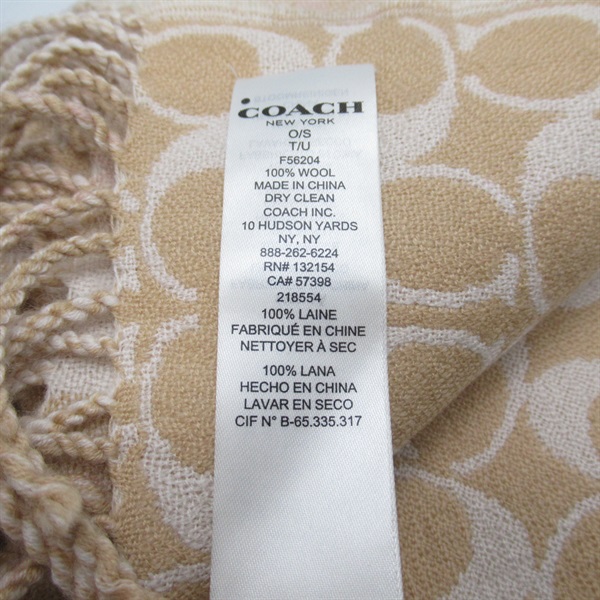 COACH
NEW YORK
O/S
T/U
F56204
100% WOOL
MADE IN CHINA
DRY CLEAN
COACH INC.
10 HUDSON YARDS
NY, NY
888-262-6224
RN# 132154
CA# 57398
218554
100% LAINE
FABRIQUÉ EN CHINE
NETTOYER À SEC
100% LANA
HECHO EN CHINA
LAVAR EN SECO
CIF N° B-65.335.317